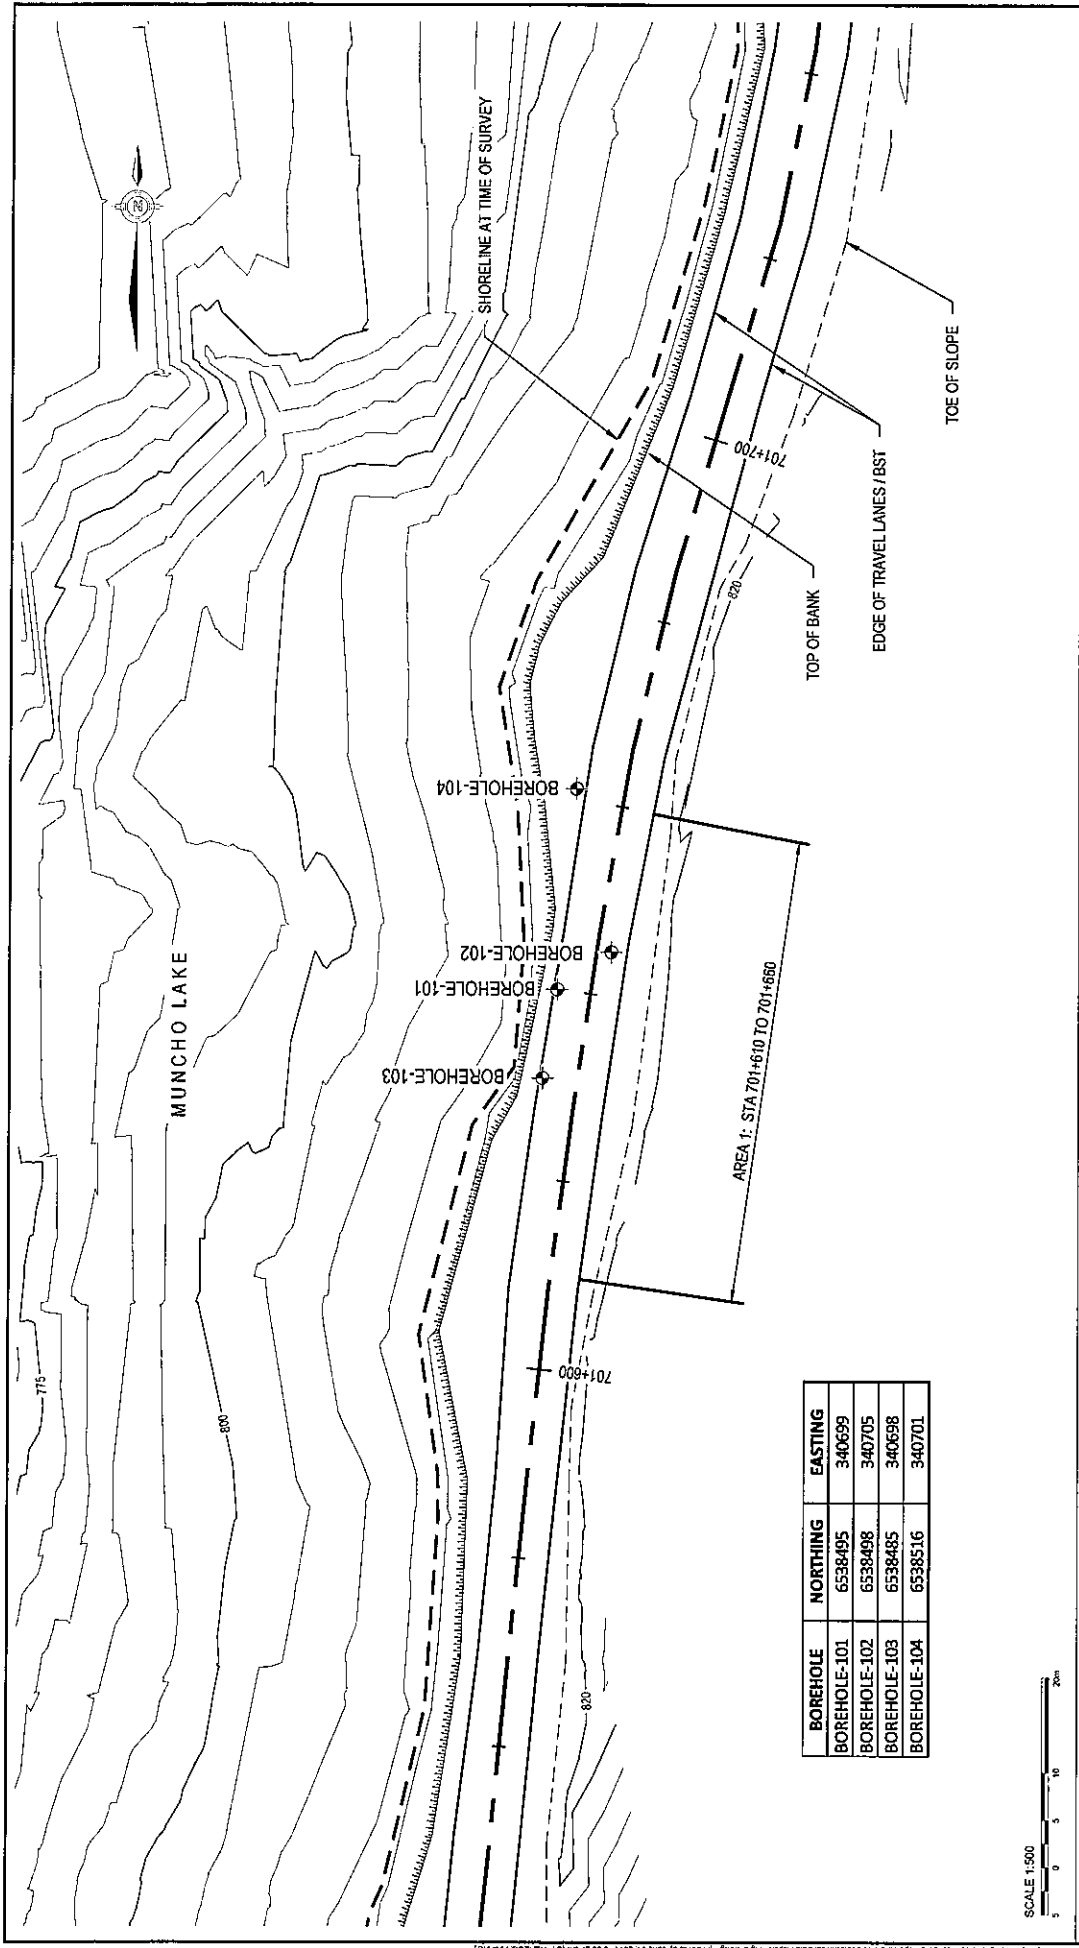 MUNCHO LAKE
N
SHORELINE AT TIME OF SURVEY
775
800
BOREHOLE-103
BOREHOLE-101
BOREHOLE-102
BOREHOLE-104
701+600
701+700
820
820
AREA 1: STA 701+610 TO 701+660
TOP OF BANK
EDGE OF TRAVEL LANES / BST
TOE OF SLOPE
BOREHOLE NORTHING EASTING
BOREHOLE-101 6538495 340699
BOREHOLE-102 6538498 340705
BOREHOLE-103 6538485 340698
BOREHOLE-104 6538516 340701
SCALE 1:500
5 0 5 10 20m